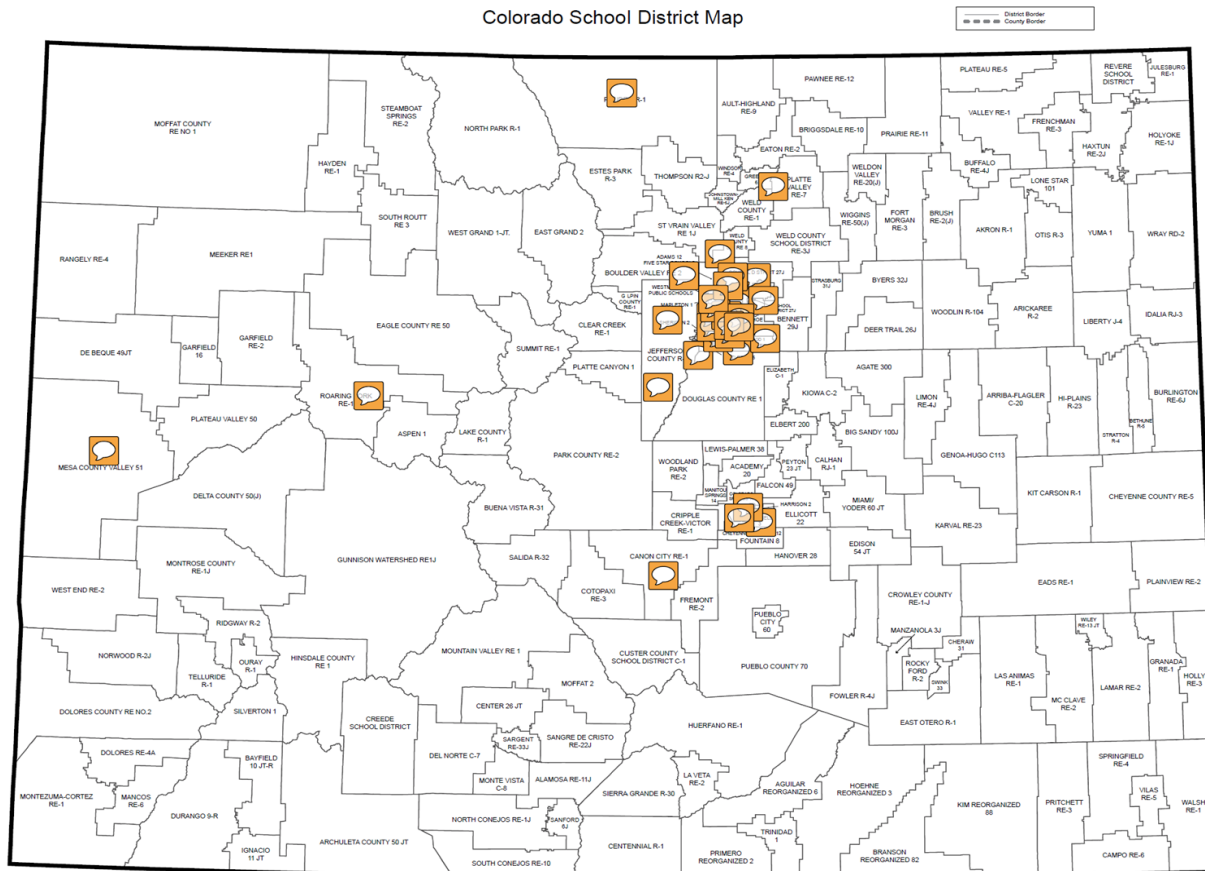 Colorado School District Map
District Border
County Border
MOFFAT COUNTY
RE NO 1
STEAMBOAT
SPRINGS
RE-2
NORTH PARK R-1
HAYDEN
RE-1
SOUTH ROUTT
RE 3
RANGELY RE-4
MEEKER RE1
WEST GRAND 1-JT.
EAST GRAND 2
ESTES PARK
R-3
THOMPSON R2-J
AULT-HIGHLAND
RE-9
EATON RE-2
PAWNEE RE-12
BRIGGSDALE RE-10
PRAIRIE RE-11
PLATEAU RE-5
REVERE
SCHOOL
DISTRICT
JULESBURG
RE-1
VALLEY RE-1
FRENCHMAN
RE-3
HAXTUN
RE-2J
HOLYOKE
RE-1J
BUFFALO
RE-4J
LONE STAR
101
WELDON
VALLEY
RE-20(J)
PLATTE
VALLEY
RE-7
WELD
COUNTY
RE-1
ST VRAIN VALLEY
RE 1J
WELD COUNTY
SCHOOL DISTRICT
RE-3J
WIGGINS
RE-50(J)
FORT
MORGAN
RE-3
BRUSH
RE-2(J)
AKRON R-1
OTIS R-3
YUMA 1
WRAY RD-2
ADAMS 12
BOULDER VALLEY
PUBLIC SCHOOLS
STRASBURG
31J
BYERS 32J
WOODLIN R-104
ARICKAREE
R-2
LIBERTY J-4
IDALIA RJ-3
BENNETT
29J
DEER TRAIL 26J
CLEAR CREEK
RE-1
EAGLE COUNTY RE 50
SUMMIT RE-1
PLATTE CANYON 1
DE BEQUE 49JT
GARFIELD
16
GARFIELD
RE-2
PLATEAU VALLEY 50
ASPEN 1
LAKE COUNTY
R-1
PARK COUNTY RE-2
MESA COUNTY VALLEY 51
DOUGLAS COUNTY RE 1
ELIZABETH
C-1
KIOWA C-2
ELBERT 200
AGATE 300
LIMON
RE-4J
BIG SANDY 100J
ARRIBA-FLAGLER
C-20
HI-PLAINS
R-23
STRATTON
R-4
BETHUNE
R-5
BURLINGTON
RE-6J
GENOA-HUGO C113
LEWIS-PALMER 38
WOODLAND
PARK
RE-2
ACADEMY
20
PEYTON
23 JT
CALHAN
RJ-1
FALCON 49
MANITOU
SPRINGS
14
HARRISON 2
ELLICOTT
22
MIAMI/
YODER 60 JT
KARVAL RE-23
KIT CARSON R-1
CHEYENNE COUNTY RE-5
CRIPPLE
CREEK-VICTOR
RE-1
FOUNTAIN 8
HANOVER 28
EDISON
54 JT
DELTA COUNTY 50(J)
BUENA VISTA R-31
SALIDA R-32
GUNNISON WATERSHED RE1J
MONTROSE COUNTY
RE-1J
WEST END RE-2
RIDGWAY R-2
CANON CITY RE-1
COTOPAXI
RE-3
FREMONT
RE-2
PUEBLO
CITY
60
PUEBLO COUNTY 70
CROWLEY COUNTY
RE-1-J
EADS RE-1
PLAINVIEW RE-2
MANZANOLA 3J
CHERAW
31
ROCKY
FORD
R-2
SWINK
33
FOWLER R-4J
EAST OTERO R-1
LAS ANIMAS
RE-1
WILEY
RE-13 JT
MC CLAVE
RE-2
LAMAR RE-2
GRANADA
RE-1
HOLLY
RE-3
NORWOOD R-2J
TELLURIDE
R-1
OURAY
R-1
HINSDALE COUNTY
RE 1
MOUNTAIN VALLEY RE 1
CUSTER COUNTY
SCHOOL DISTRICT C-1
MOFFAT 2
DOLORES COUNTY RE NO.2
SILVERTON 1
CREEDE
SCHOOL DISTRICT
CENTER 26 JT
SARGENT
RE-33J
SANGRE DE CRISTO
RE-22J
DEL NORTE C-7
HUERFANO RE-1
DOLORES RE-4A
BAYFIELD
10 JT-R
MONTEZUMA-CORTEZ
RE-1
MANCOS
RE-6
DURANGO 9-R
IGNACIO
11 JT
ARCHULETA COUNTY 50 JT
MONTE VISTA
C-8
ALAMOSA RE-11J
NORTH CONEJOS RE-1J
SANFORD
6J
SOUTH CONEJOS RE-10
SIERRA GRANDE R-30
CENTENNIAL R-1
LA VETA
RE-2
AGUILAR
REORGANIZED 6
PRIMERO
REORGANIZED 2
TRINIDAD
1
HOEHNE
REORGANIZED 3
BRANSON
REORGANIZED 82
KIM REORGANIZED
88
PRITCHETT
RE-3
SPRINGFIELD
RE-4
VILAS
RE-5
WALSH
RE-1
CAMPO RE-6